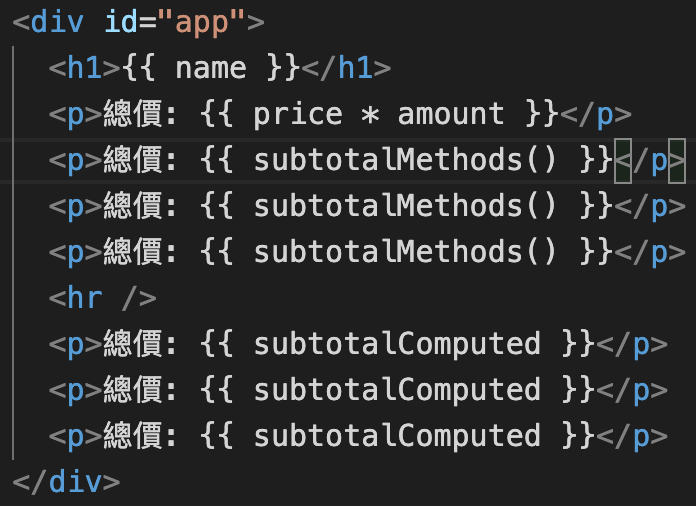 <div id="app">
  <h1>{{ name }}</h1>
  <p>總價: {{ price * amount }}</p>
  <p>總價: {{ subtotalMethods() }}</p>
  <p>總價: {{ subtotalMethods() }}</p>
  <p>總價: {{ subtotalMethods() }}</p>
  <hr />
  <p>總價: {{ subtotalComputed }}</p>
  <p>總價: {{ subtotalComputed }}</p>
  <p>總價: {{ subtotalComputed }}</p>
</div>